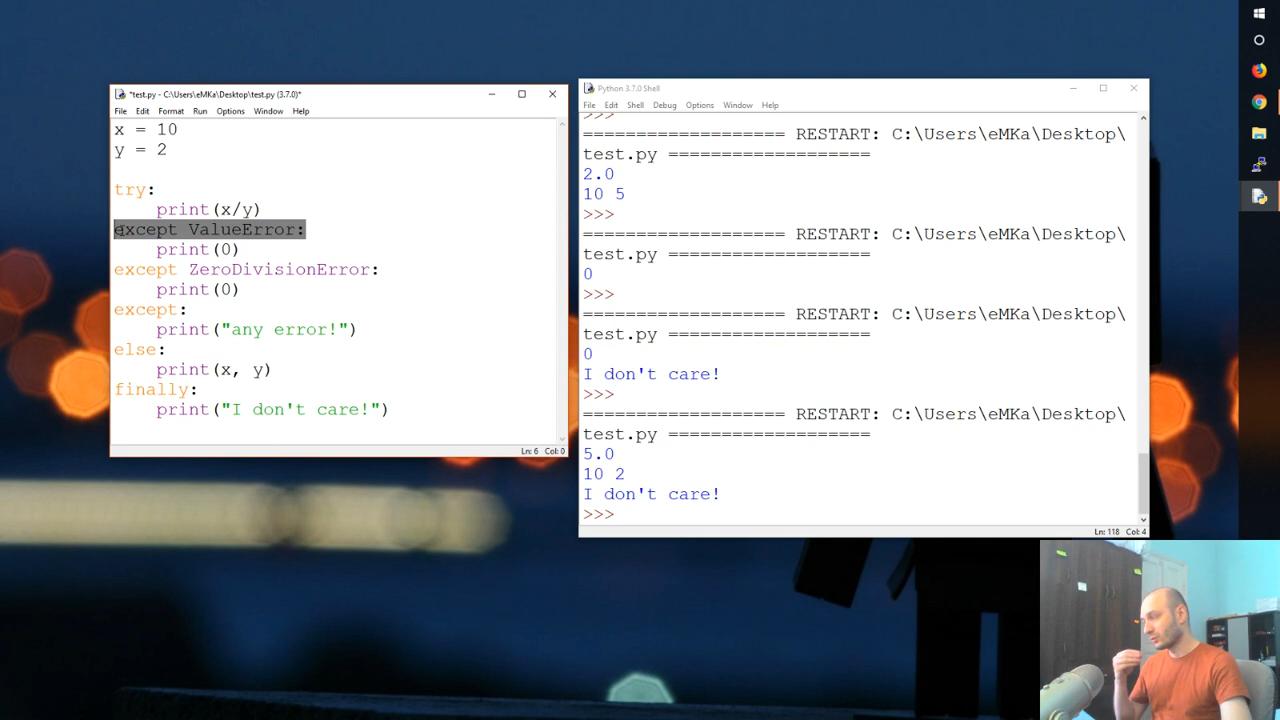 *test.py - C:\Users\eMKa\Desktop\test.py (3.7.0)*
File Edit Format Run Options Window Help
x = 10
y = 2
try:
    print(x/y)
except ValueError:
    print(0)
except ZeroDivisionError:
    print(0)
except:
    print("any error!")
else:
    print(x, y)
finally:
    print("I don't care!")
Ln: 6 Col: 0
Python 3.7.0 Shell
File Edit Shell Debug Options Window Help
>>>
=================== RESTART: C:\Users\eMKa\Desktop\
test.py ===================
2.0
10 5
>>>
=================== RESTART: C:\Users\eMKa\Desktop\
test.py ===================
0
>>>
=================== RESTART: C:\Users\eMKa\Desktop\
test.py ===================
0
I don't care!
>>>
=================== RESTART: C:\Users\eMKa\Desktop\
test.py ===================
5.0
10 2
I don't care!
>>>
Ln: 118 Col: 4